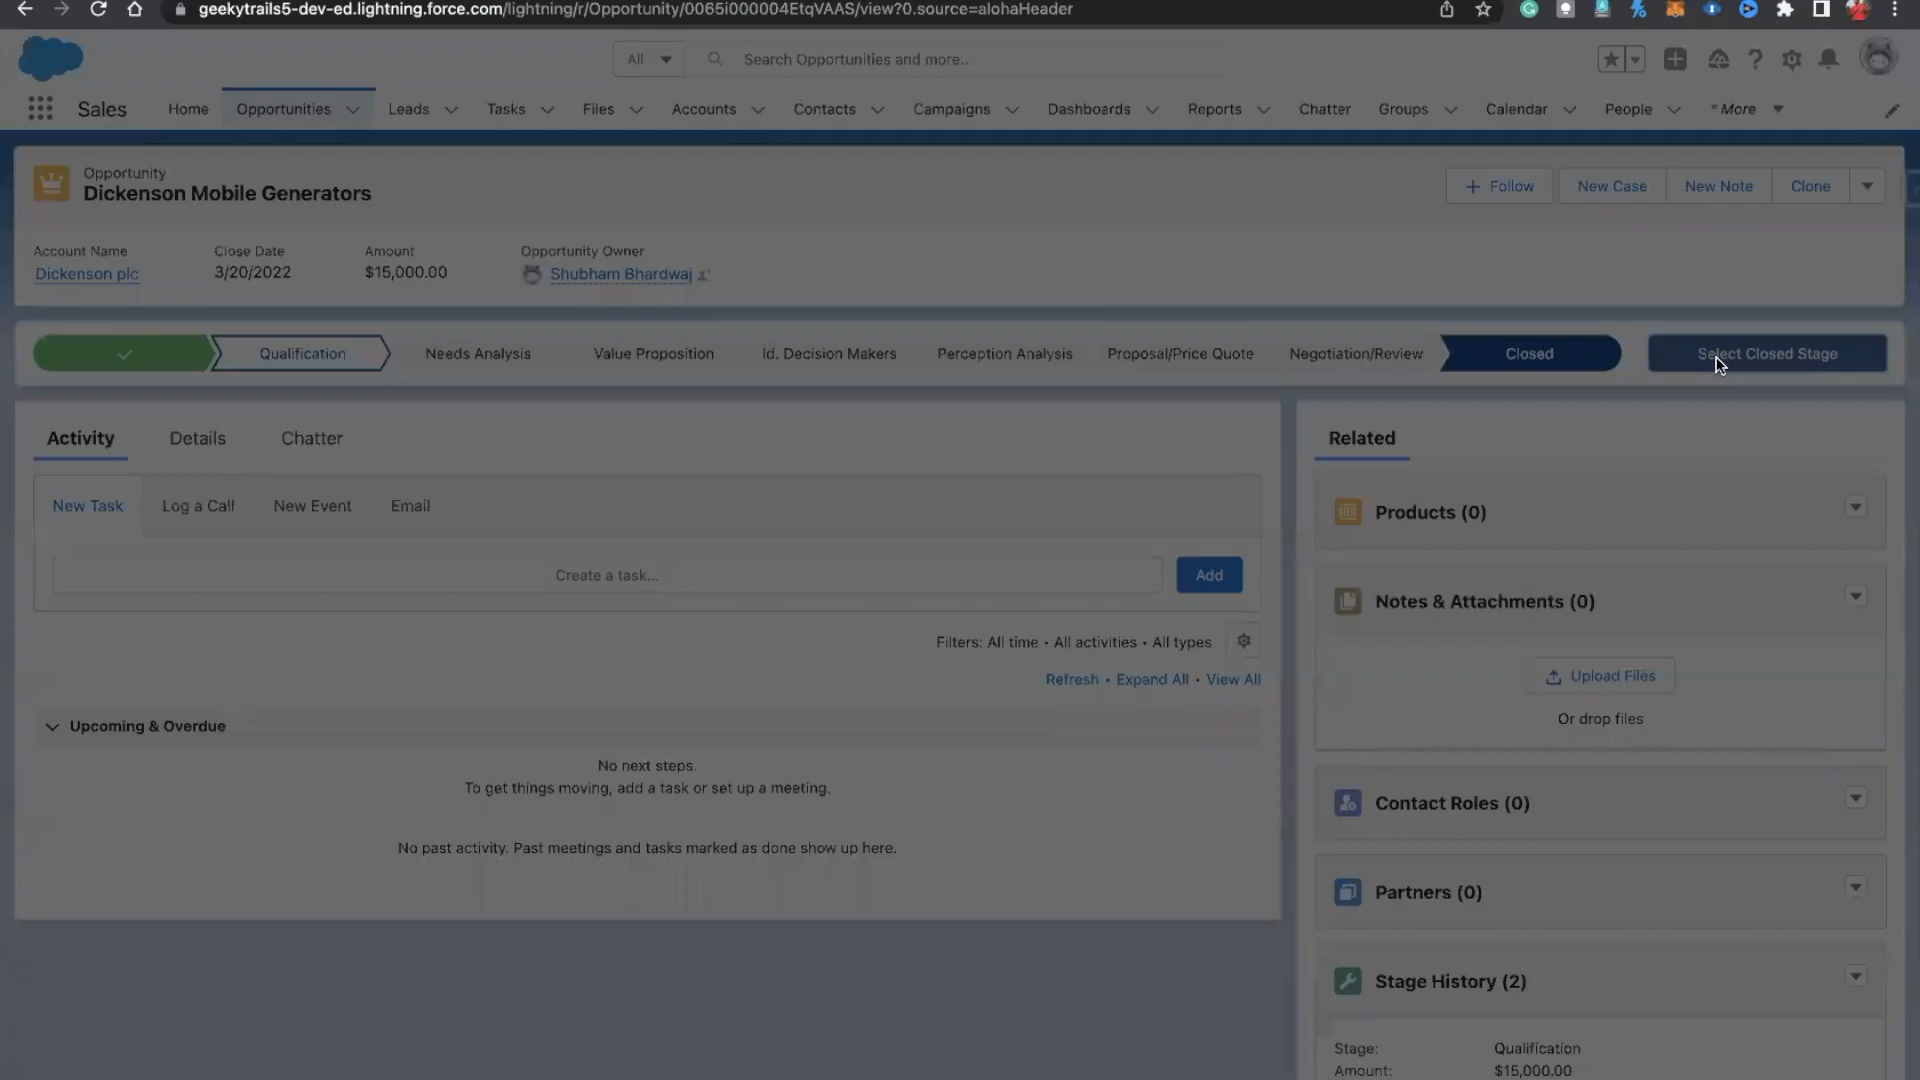 geekytrails5-dev-ed.lightning.force.com/lightning/r/Opportunity/0065i000004EtqVAAS/view?0.source=alohaHeader
All Search Opportunities and more..
Sales Home Opportunities Leads Tasks Files Accounts Contacts Campaigns Dashboards Reports Chatter Groups Calendar People * More
Opportunity
Dickenson Mobile Generators
+ Follow New Case New Note Clone
Account Name Close Date Amount Opportunity Owner
Dickenson plc 3/20/2022 $15,000.00 Shubham Bhardwaj
Qualification Needs Analysis Value Proposition Id. Decision Makers Perception Analysis Proposal/Price Quote Negotiation/Review Closed Select Closed Stage
Activity Details Chatter
New Task Log a Call New Event Email
Create a task... Add
Filters: All time • All activities • All types
Refresh • Expand All • View All
Upcoming & Overdue
No next steps.
To get things moving, add a task or set up a meeting.
No past activity. Past meetings and tasks marked as done show up here.
Related
Products (0)
Notes & Attachments (0)
Upload Files
Or drop files
Contact Roles (0)
Partners (0)
Stage History (2)
Stage: Qualification
Amount: $15,000.00